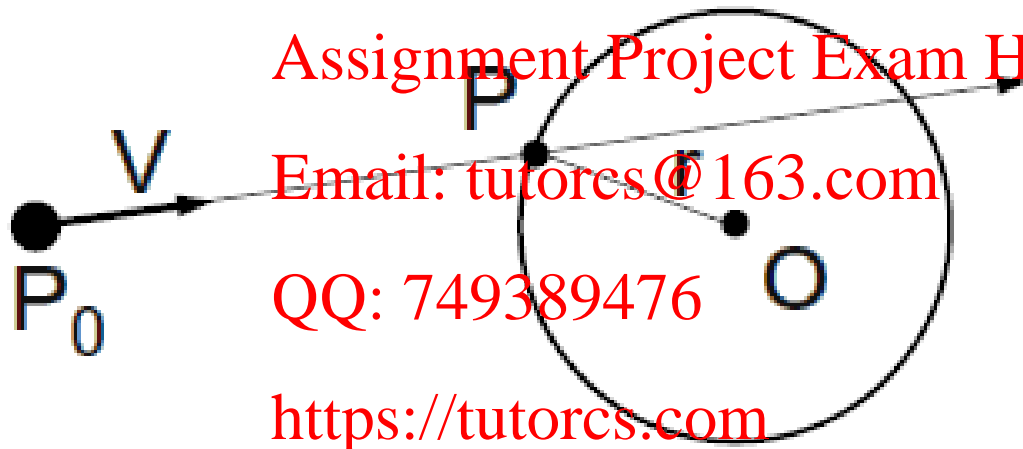 Assignment Project Exam H
P
V
r
Email: tutorcs@163.com
O
P0
QQ: 749389476
https://tutorcs.com